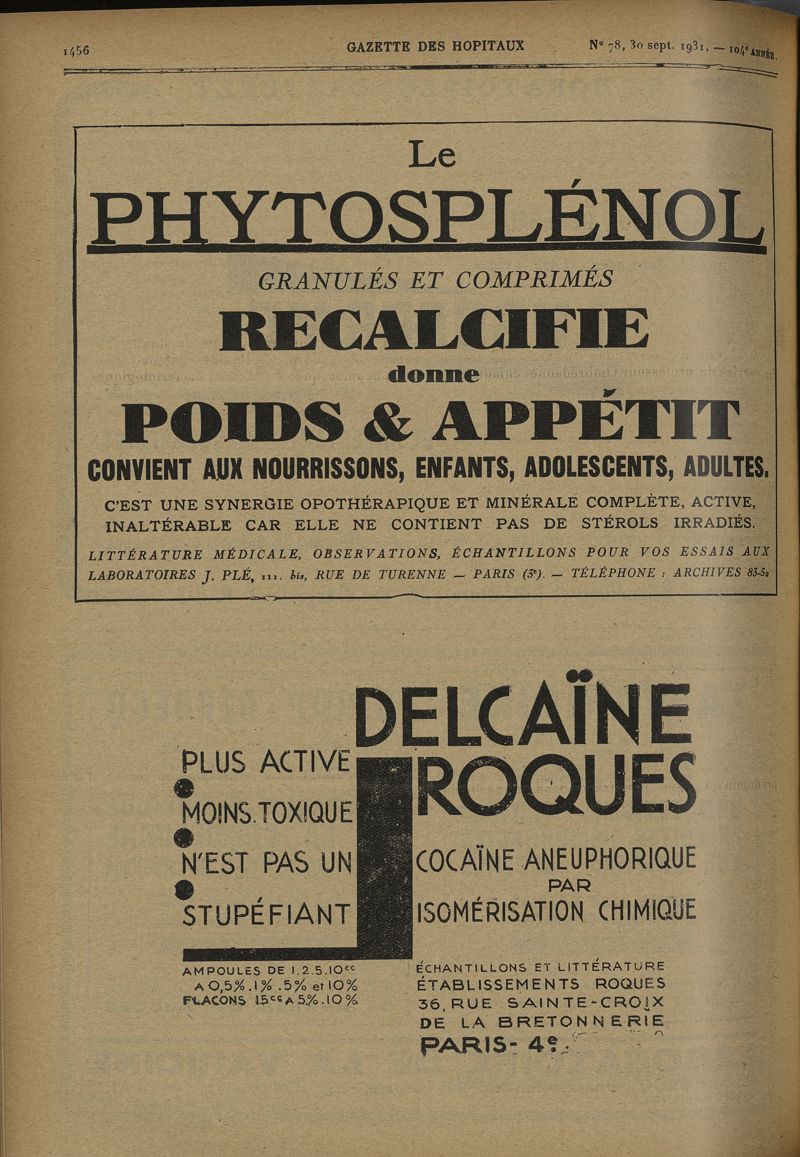 1456
GAZETTE DES HOPITAUX
N° 78, 30 sept. 1931. — 104e ANNÉE.
Le
PHYTOSPLÉNOL
GRANULÉS ET COMPRIMÉS
RECALCIFIE
donne
POIDS & APPÉTIT
CONVIENT AUX NOURRISSONS, ENFANTS, ADOLESCENTS, ADULTES.
C'EST UNE SYNERGIE OPOTHÉRAPIQUE ET MINÉRALE COMPLÈTE, ACTIVE,
INALTÉRABLE CAR ELLE NE CONTIENT PAS DE STÉROLS IRRADIÉS.
LITTÉRATURE MÉDICALE, OBSERVATIONS, ÉCHANTILLONS POUR VOS ESSAIS AUX
LABORATOIRES J. PLÉ, 111. bis, RUE DE TURENNE — PARIS (3e). — TÉLÉPHONE : ARCHIVES 83-52
DELCAÏNE
ROQUES
PLUS ACTIVE
MOINS.TOXIQUE
N'EST PAS UN
STUPÉFIANT
COCAÏNE ANEUPHORIQUE
PAR
ISOMÉRISATION CHIMIQUE
AMPOULES DE 1.2.5.10cc
A 0,5%.1%.5% et 10%
FLACONS 15cc A 5%.10%
ÉCHANTILLONS ET LITTÉRATURE
ÉTABLISSEMENTS ROQUES
36, RUE SAINTE-CROIX
DE LA BRETONNERIE
PARIS- 4e.